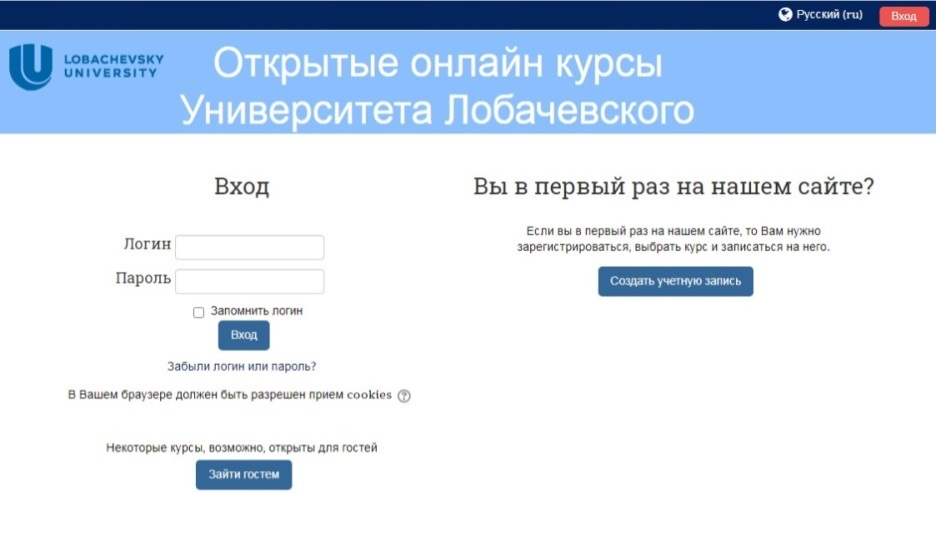 Русский (ru)
Вход
LOBACHEVSKY
UNIVERSITY
Открытые онлайн курсы
Университета Лобачевского
Вход
Логин
Пароль
Запомнить логин
Вход
Забыли логин или пароль?
В Вашем браузере должен быть разрешен прием cookies
Некоторые курсы, возможно, открыты для гостей
Зайти гостем
Вы в первый раз на нашем сайте?
Если вы в первый раз на нашем сайте, то Вам нужно
зарегистрироваться, выбрать курс и записаться на него.
Создать учетную запись